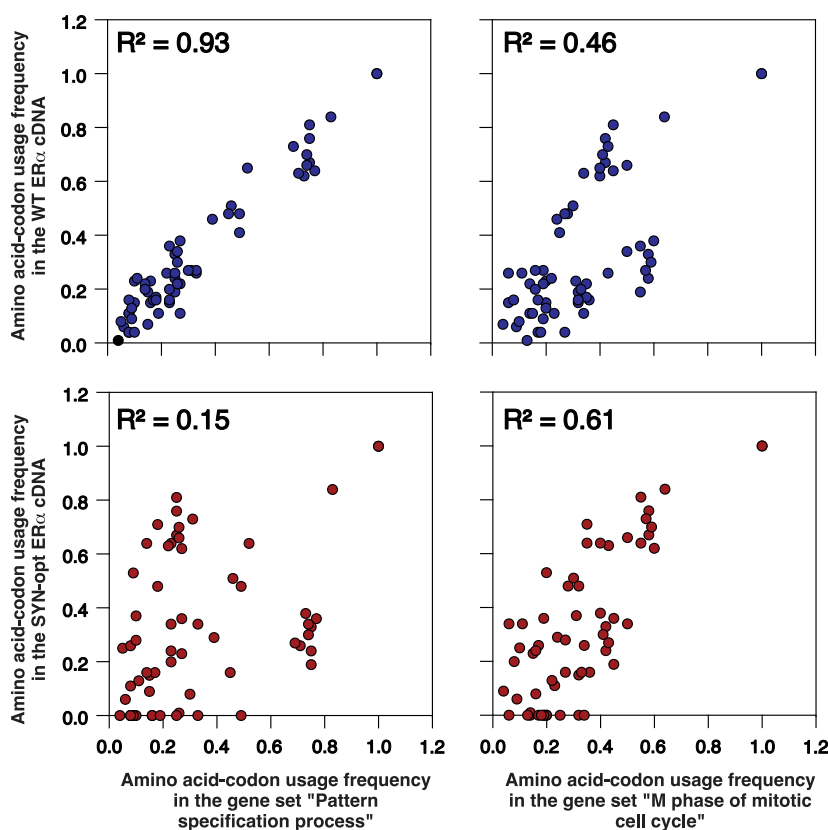 R² = 0.93
R² = 0.46
Amino acid-codon usage frequency
in the WT ERα cDNA
1.2
1.0
0.8
0.6
0.4
0.2
0.0
R² = 0.15
R² = 0.61
Amino acid-codon usage frequency
in the SYN-opt ERα cDNA
1.2
1.0
0.8
0.6
0.4
0.2
0.0
0.0 0.2 0.4 0.6 0.8 1.0 1.2
0.0 0.2 0.4 0.6 0.8 1.0 1.2
Amino acid-codon usage frequency
in the gene set "Pattern
specification process"
Amino acid-codon usage frequency
in the gene set "M phase of mitotic
cell cycle"